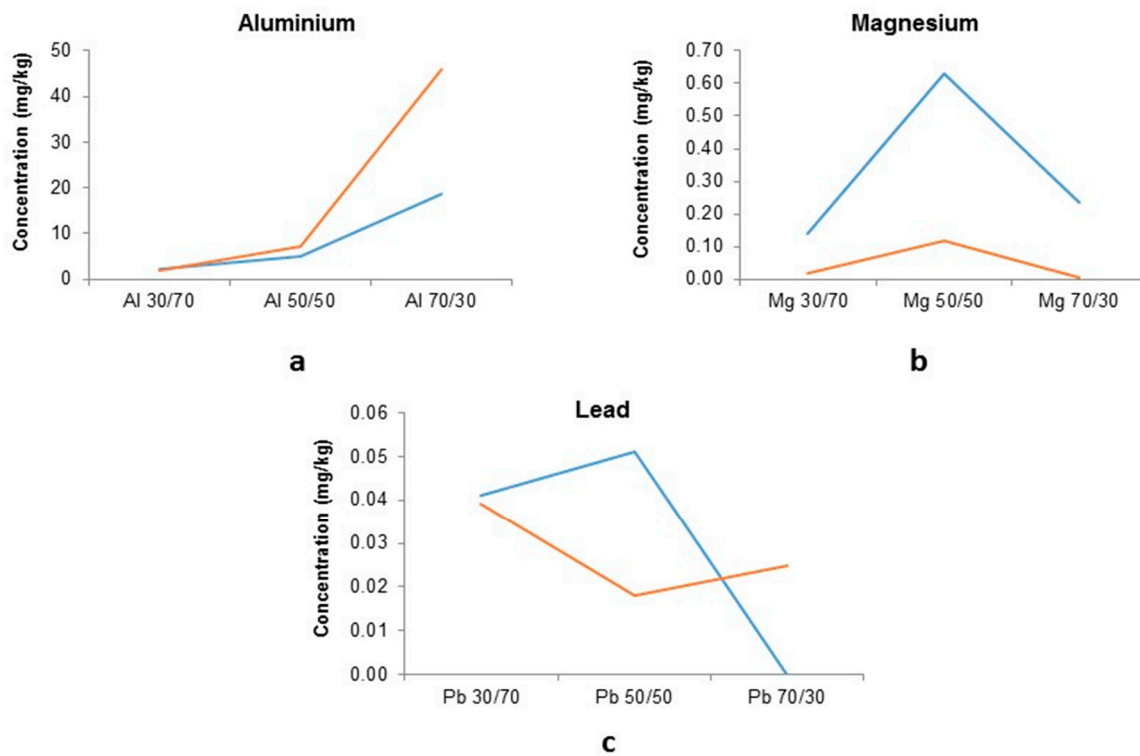 Aluminium
Concentration (mg/kg)
50
40
30
20
10
0
Al 30/70
Al 50/50
Al 70/30
a
Magnesium
Concentration (mg/kg)
0.70
0.60
0.50
0.40
0.30
0.20
0.10
0.00
Mg 30/70
Mg 50/50
Mg 70/30
b
Lead
Concentration (mg/kg)
0.06
0.05
0.04
0.03
0.02
0.01
0.00
Pb 30/70
Pb 50/50
Pb 70/30
c